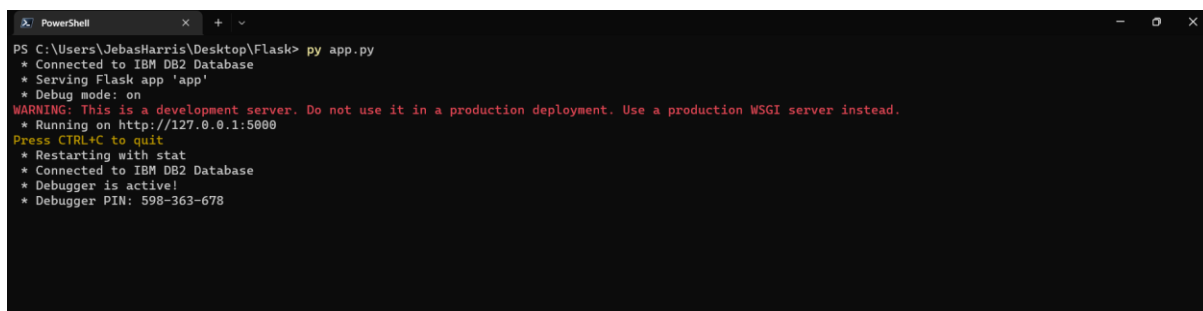 PowerShell
PS C:\Users\JebasHarris\Desktop\Flask> py app.py
* Connected to IBM DB2 Database
* Serving Flask app 'app'
* Debug mode: on
WARNING: This is a development server. Do not use it in a production deployment. Use a production WSGI server instead.
* Running on http://127.0.0.1:5000
Press CTRL+C to quit
* Restarting with stat
* Connected to IBM DB2 Database
* Debugger is active!
* Debugger PIN: 598-363-678